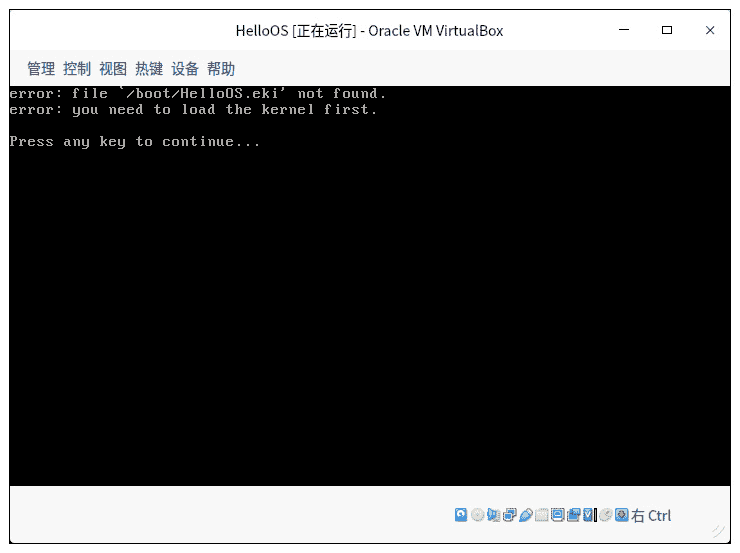 HelloOS [正在运行] - Oracle VM VirtualBox
管理 控制 视图 热键 设备 帮助
error: file `/boot/HelloOS.eki' not found.
error: you need to load the kernel first.
Press any key to continue...
右 Ctrl